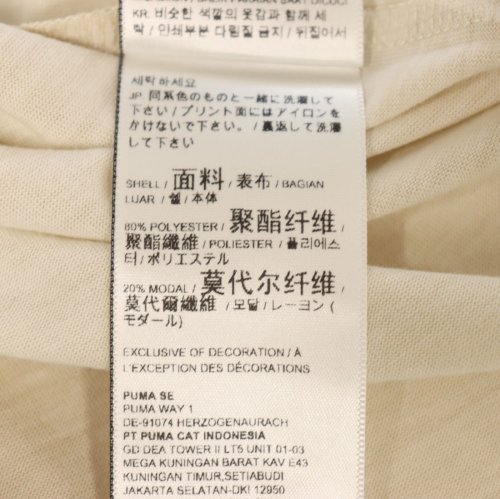 KR. 비슷한 색깔의 옷감과 함께 세
탁 / 인쇄부분 다림질 금지 / 뒤집어서
세탁하세요
JP. 同系色のものと一緒に洗濯して
下さい / プリント面にはアイロンを
かけないで下さい。 / 裏返して洗濯
して下さい
SHELL / 面料 / 表布 / BAGIAN
LUAR / 쉘 / 本体
80% POLYESTER / 聚酯纤维
/ 聚酯纖維 / POLIESTER / 폴리에스
터 / ポリエステル
20% MODAL / 莫代尔纤维
/ 莫代爾纖維 / 모달 / レーヨン (
モダール)
EXCLUSIVE OF DECORATION / À
L'EXCEPTION DES DÉCORATIONS
PUMA SE
PUMA WAY 1
DE-91074 HERZOGENAURACH
PT PUMA CAT INDONESIA
GD DEA TOWER II LT5 UNIT 01-03
MEGA KUNINGAN BARAT KAV E43
KUNINGAN TIMUR,SETIABUDI
JAKARTA SELATAN-DKI 12950